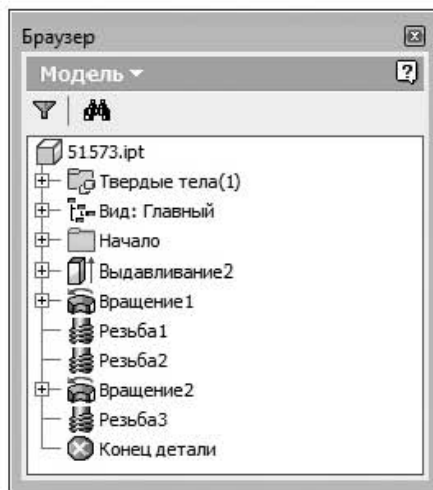 Браузер
Модель
51573.ipt
Твердые тела(1)
Вид: Главный
Начало
Выдавливание2
Вращение1
Резьба1
Резьба2
Вращение2
Резьба3
Конец детали